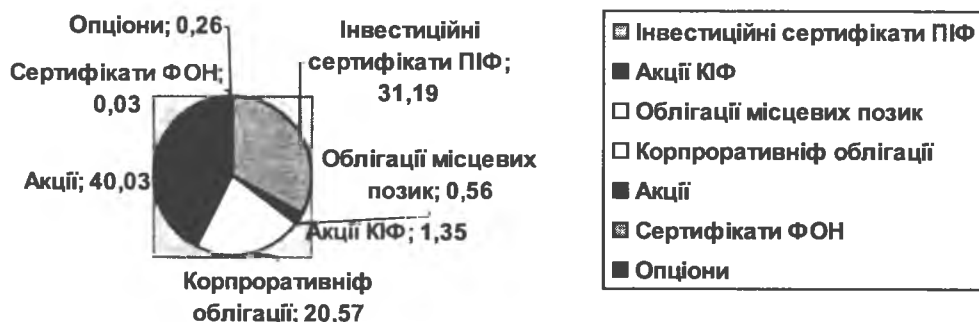 Опціони; 0,26
Інвестиційні
сертифікати ПІФ;
31,19
Сертифікати ФОН;
0,03
Облігації місцевих
позик; 0,56
Акції; 40,03
Акції КІФ; 1,35
Корпроративніф
облігації; 20,57
Інвестиційні сертифікати ПІФ
Акції КІФ
Облігації місцевих позик
Корпроративніф облігації
Акції
Сертифікати ФОН
Опціони